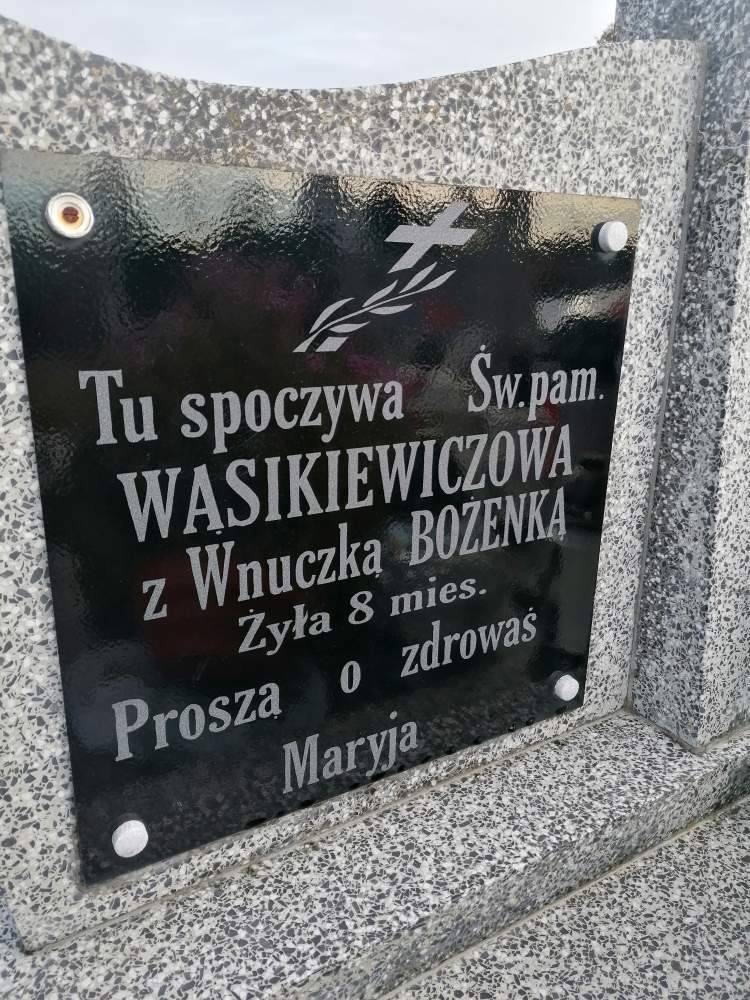 Tu spoczywa Św.pam.
WĄSIKIEWICZOWA
z Wnuczką BOŻENKĄ
Żyła 8 mies.
Proszą o zdrowaś
Maryja